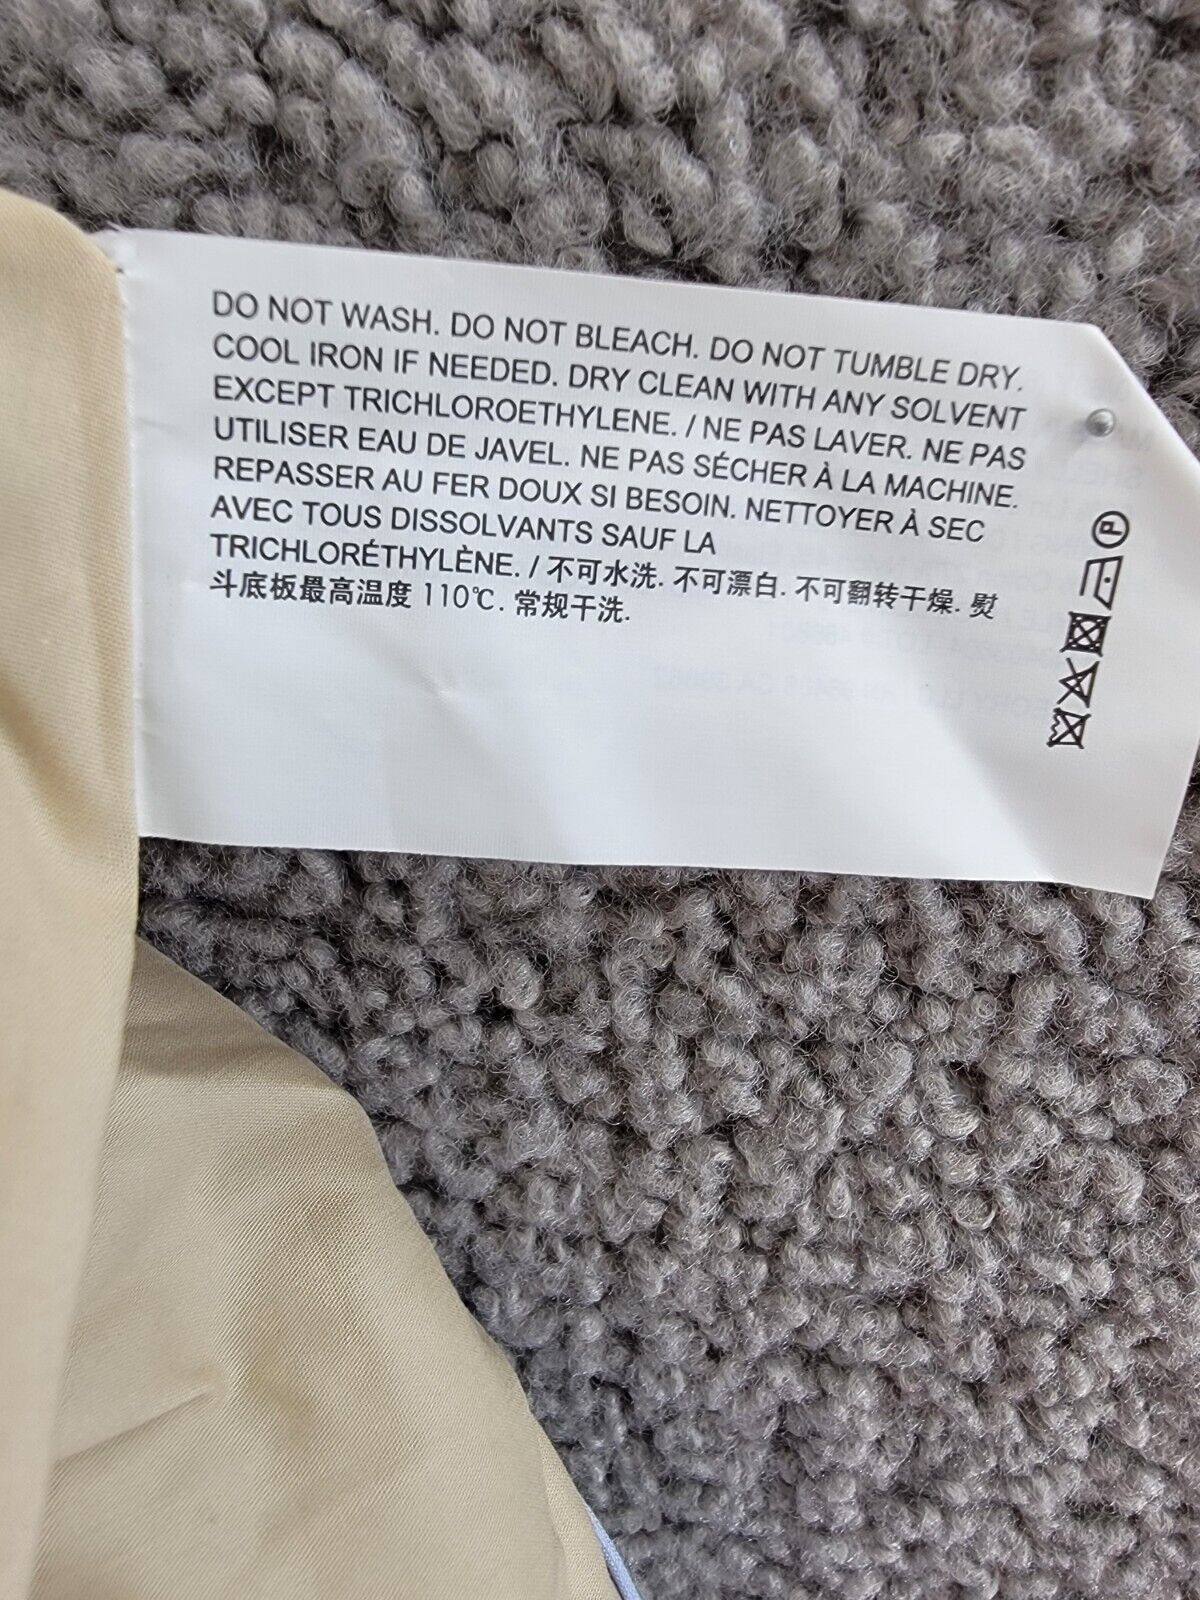 DO NOT WASH. DO NOT BLEACH. DO NOT TUMBLE DRY.
COOL IRON IF NEEDED. DRY CLEAN WITH ANY SOLVENT
EXCEPT TRICHLOROETHYLENE. / NE PAS LAVER. NE PAS
UTILISER EAU DE JAVEL. NE PAS SÉCHER À LA MACHINE.
REPASSER AU FER DOUX SI BESOIN. NETTOYER À SEC
AVEC TOUS DISSOLVANTS SAUF LA
TRICHLORÉTHYLÈNE. / 不可水洗. 不可漂白. 不可翻转干燥. 熨
斗底板最高温度 110℃. 常规干洗.
P